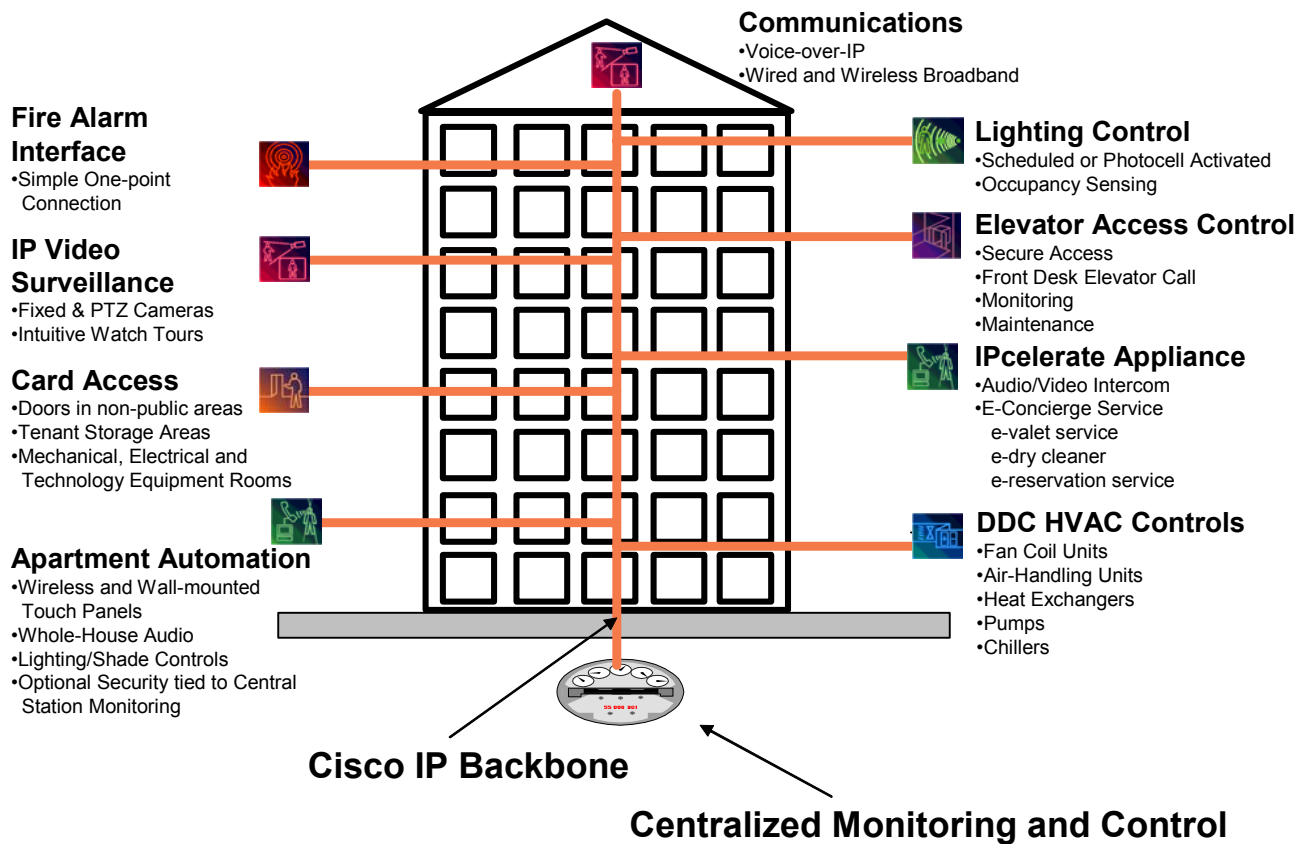 Communications
•Voice-over-IP
•Wired and Wireless Broadband
Fire Alarm
Interface
•Simple One-point
Connection
IP Video
Surveillance
•Fixed & PTZ Cameras
•Intuitive Watch Tours
Card Access
•Doors in non-public areas
•Tenant Storage Areas
•Mechanical, Electrical and
Technology Equipment Rooms
Apartment Automation
•Wireless and Wall-mounted
Touch Panels
•Whole-House Audio
•Lighting/Shade Controls
•Optional Security tied to Central
Station Monitoring
Lighting Control
•Scheduled or Photocell Activated
•Occupancy Sensing
Elevator Access Control
•Secure Access
•Front Desk Elevator Call
•Monitoring
•Maintenance
IPcelerate Appliance
•Audio/Video Intercom
•E-Concierge Service
e-valet service
e-dry cleaner
e-reservation service
DDC HVAC Controls
•Fan Coil Units
•Air-Handling Units
•Heat Exchangers
•Pumps
•Chillers
Cisco IP Backbone
Centralized Monitoring and Control